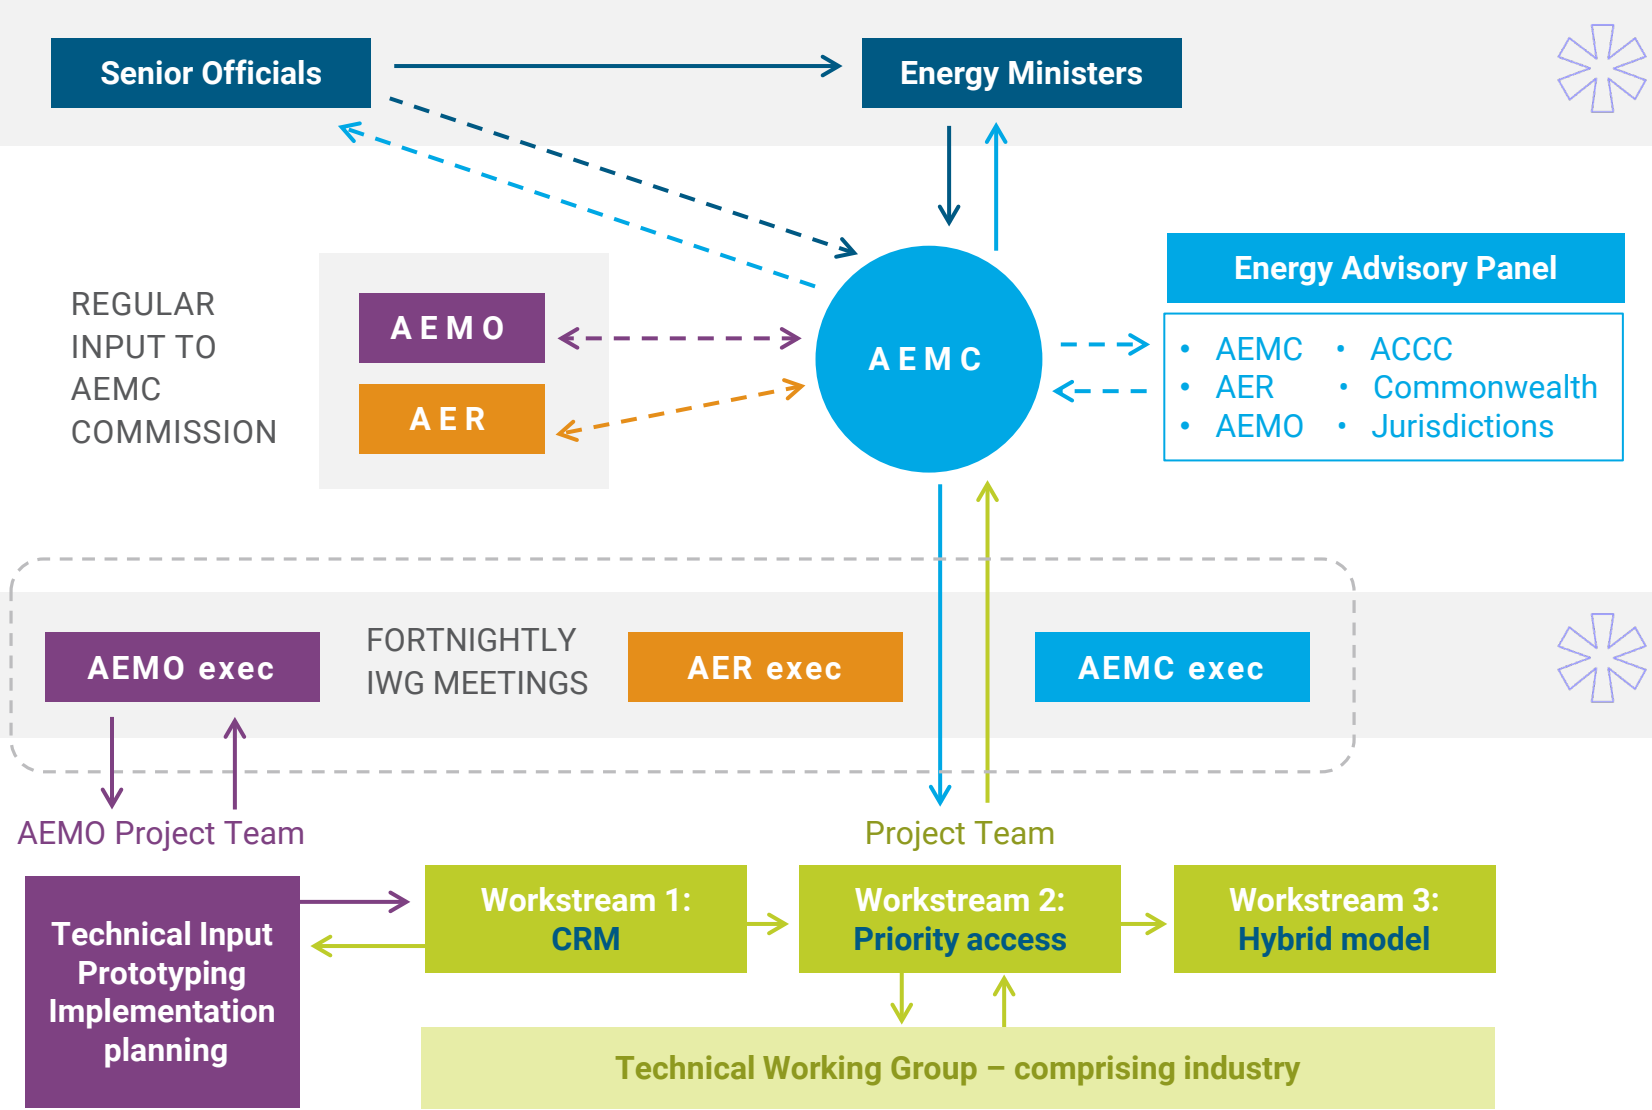 Senior Officials
Energy Ministers
REGULAR
INPUT TO
AEMC
COMMISSION
AEMO
AER
AEMC
Energy Advisory Panel
• AEMC • ACCC
• AER • Commonwealth
• AEMO • Jurisdictions
AEMO exec
FORTNIGHTLY
IWG MEETINGS
AER exec
AEMC exec
AEMO Project Team
Project Team
Technical Input
Prototyping
Implementation
planning
Workstream 1:
CRM
Workstream 2:
Priority access
Workstream 3:
Hybrid model
Technical Working Group – comprising industry